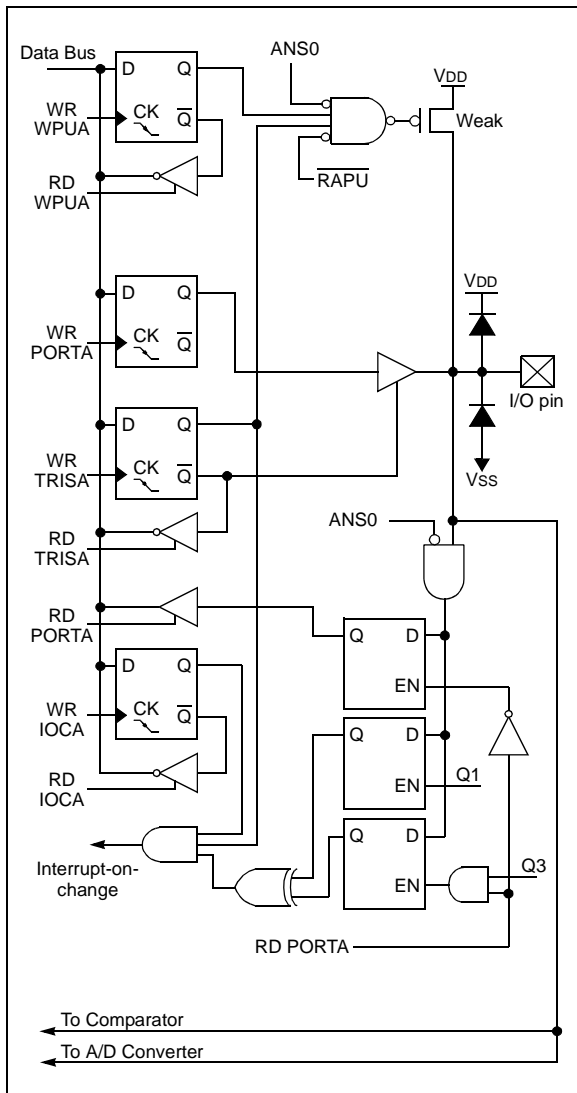 Data Bus
ANS0
D Q
VDD
WR
WPUA
CK
Q̅
Weak
RD
WPUA
R̅A̅P̅U̅
D Q
VDD
WR
PORTA
CK
Q̅
I/O pin
D Q
WR
TRISA
CK
Q̅
VSS
RD
TRISA
ANS0
RD
PORTA
Q D
EN
D Q
WR
IOCA
CK
Q̅
Q D
EN
Q1
RD
IOCA
Q D
EN
Q3
Interrupt-on-
change
RD PORTA
To Comparator
To A/D Converter